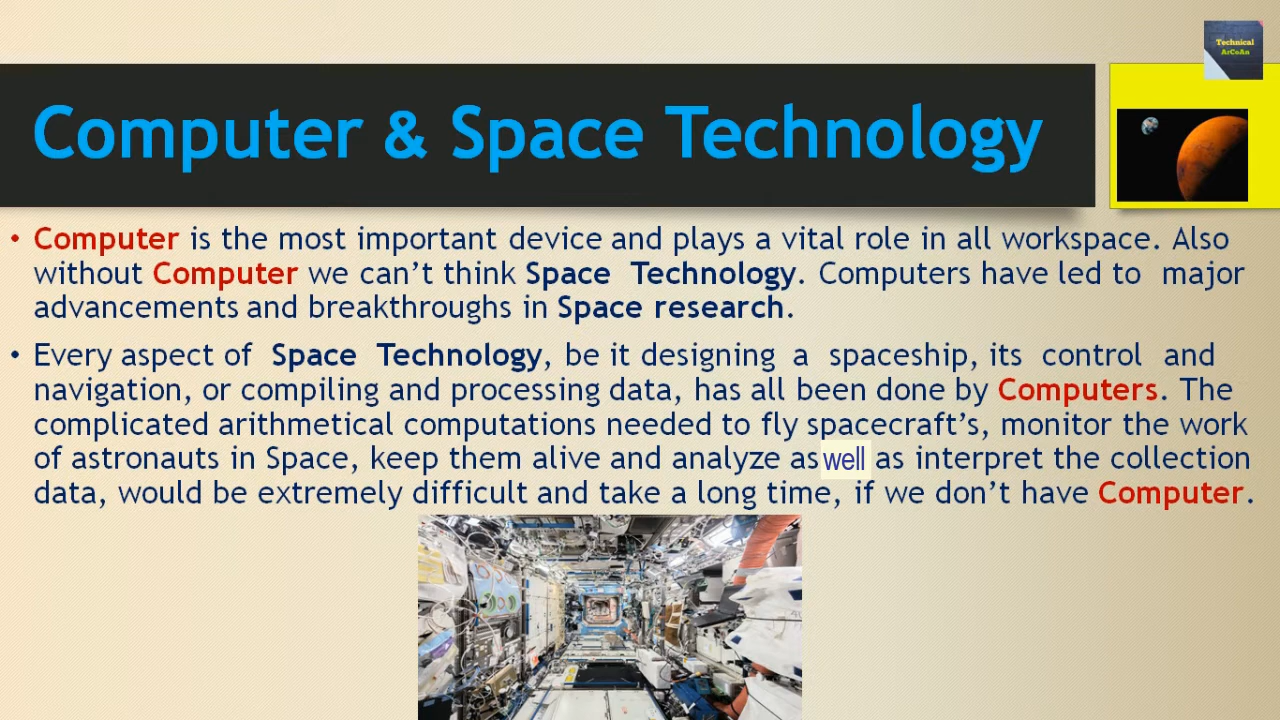 Technical
ArCoAn
Computer & Space Technology
• Computer is the most important device and plays a vital role in all workspace. Also
without Computer we can’t think Space Technology. Computers have led to major
advancements and breakthroughs in Space research.
• Every aspect of Space Technology, be it designing a spaceship, its control and
navigation, or compiling and processing data, has all been done by Computers. The
complicated arithmetical computations needed to fly spacecraft’s, monitor the work
of astronauts in Space, keep them alive and analyze as well as interpret the collection
data, would be extremely difficult and take a long time, if we don’t have Computer.